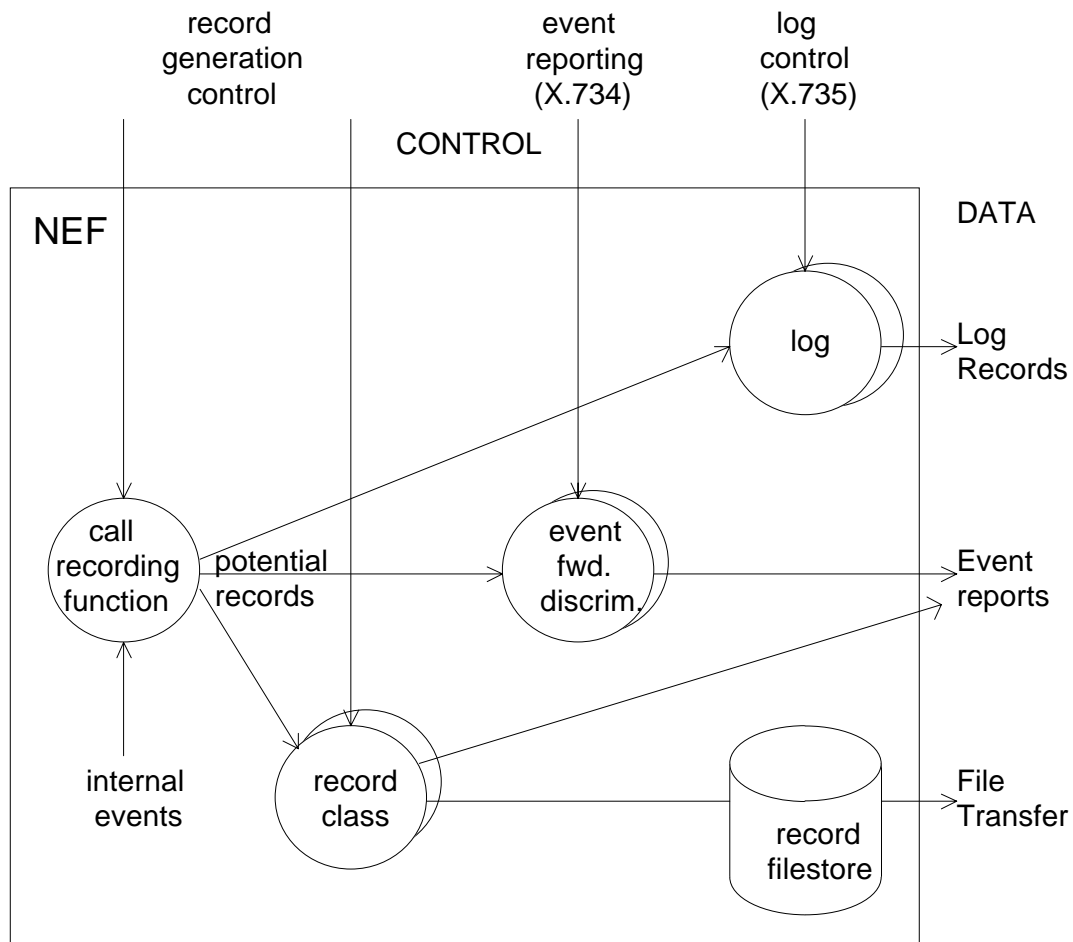 record
generation
control
event
reporting
(X.734)
log
control
(X.735)
CONTROL
NEF
DATA
log
Log
Records
call
recording
function
potential
records
event
fwd.
discrim.
Event
reports
internal
events
record
class
record
filestore
File
Transfer